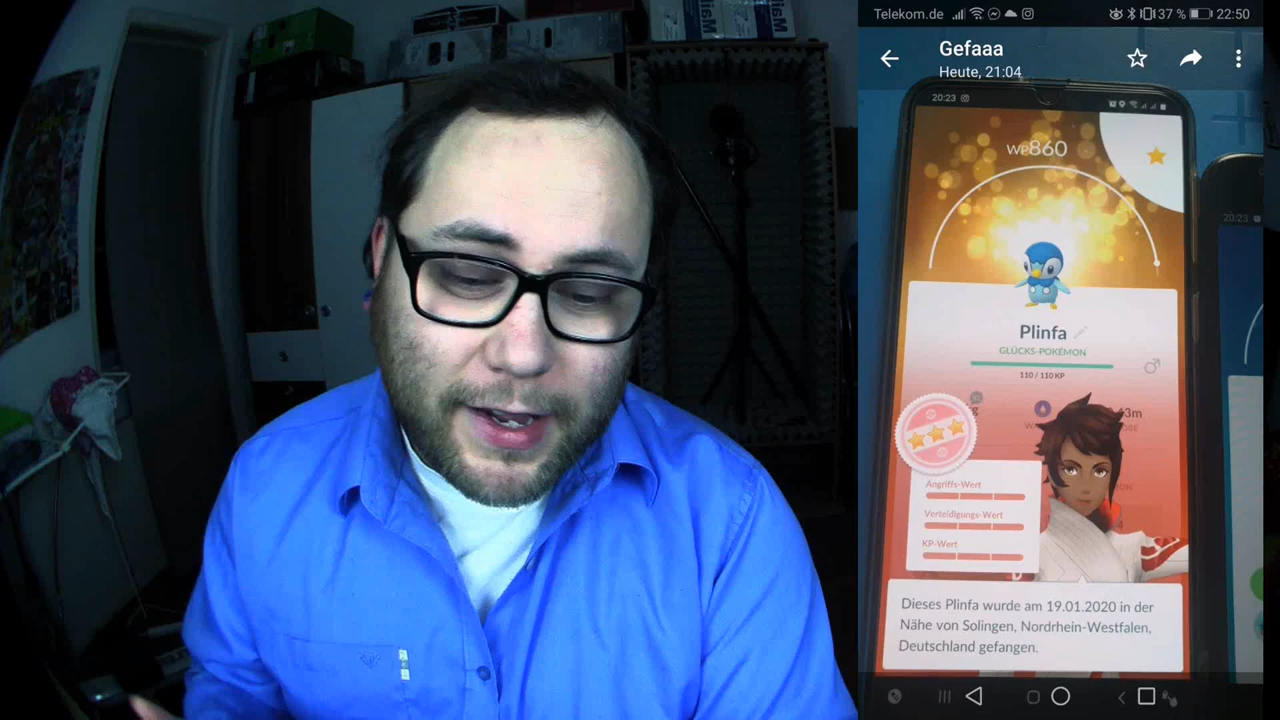 Telekom.de
37 %
22:50
Gefaaa
Heute, 21:04
20:23
WP860
20:23
Plinfa
GLÜCKS-POKÉMON
110 / 110 KP
Angriffs-Wert
Verteidigungs-Wert
KP-Wert
Dieses Plinfa wurde am 19.01.2020 in der
Nähe von Solingen, Nordrhein-Westfalen,
Deutschland gefangen.